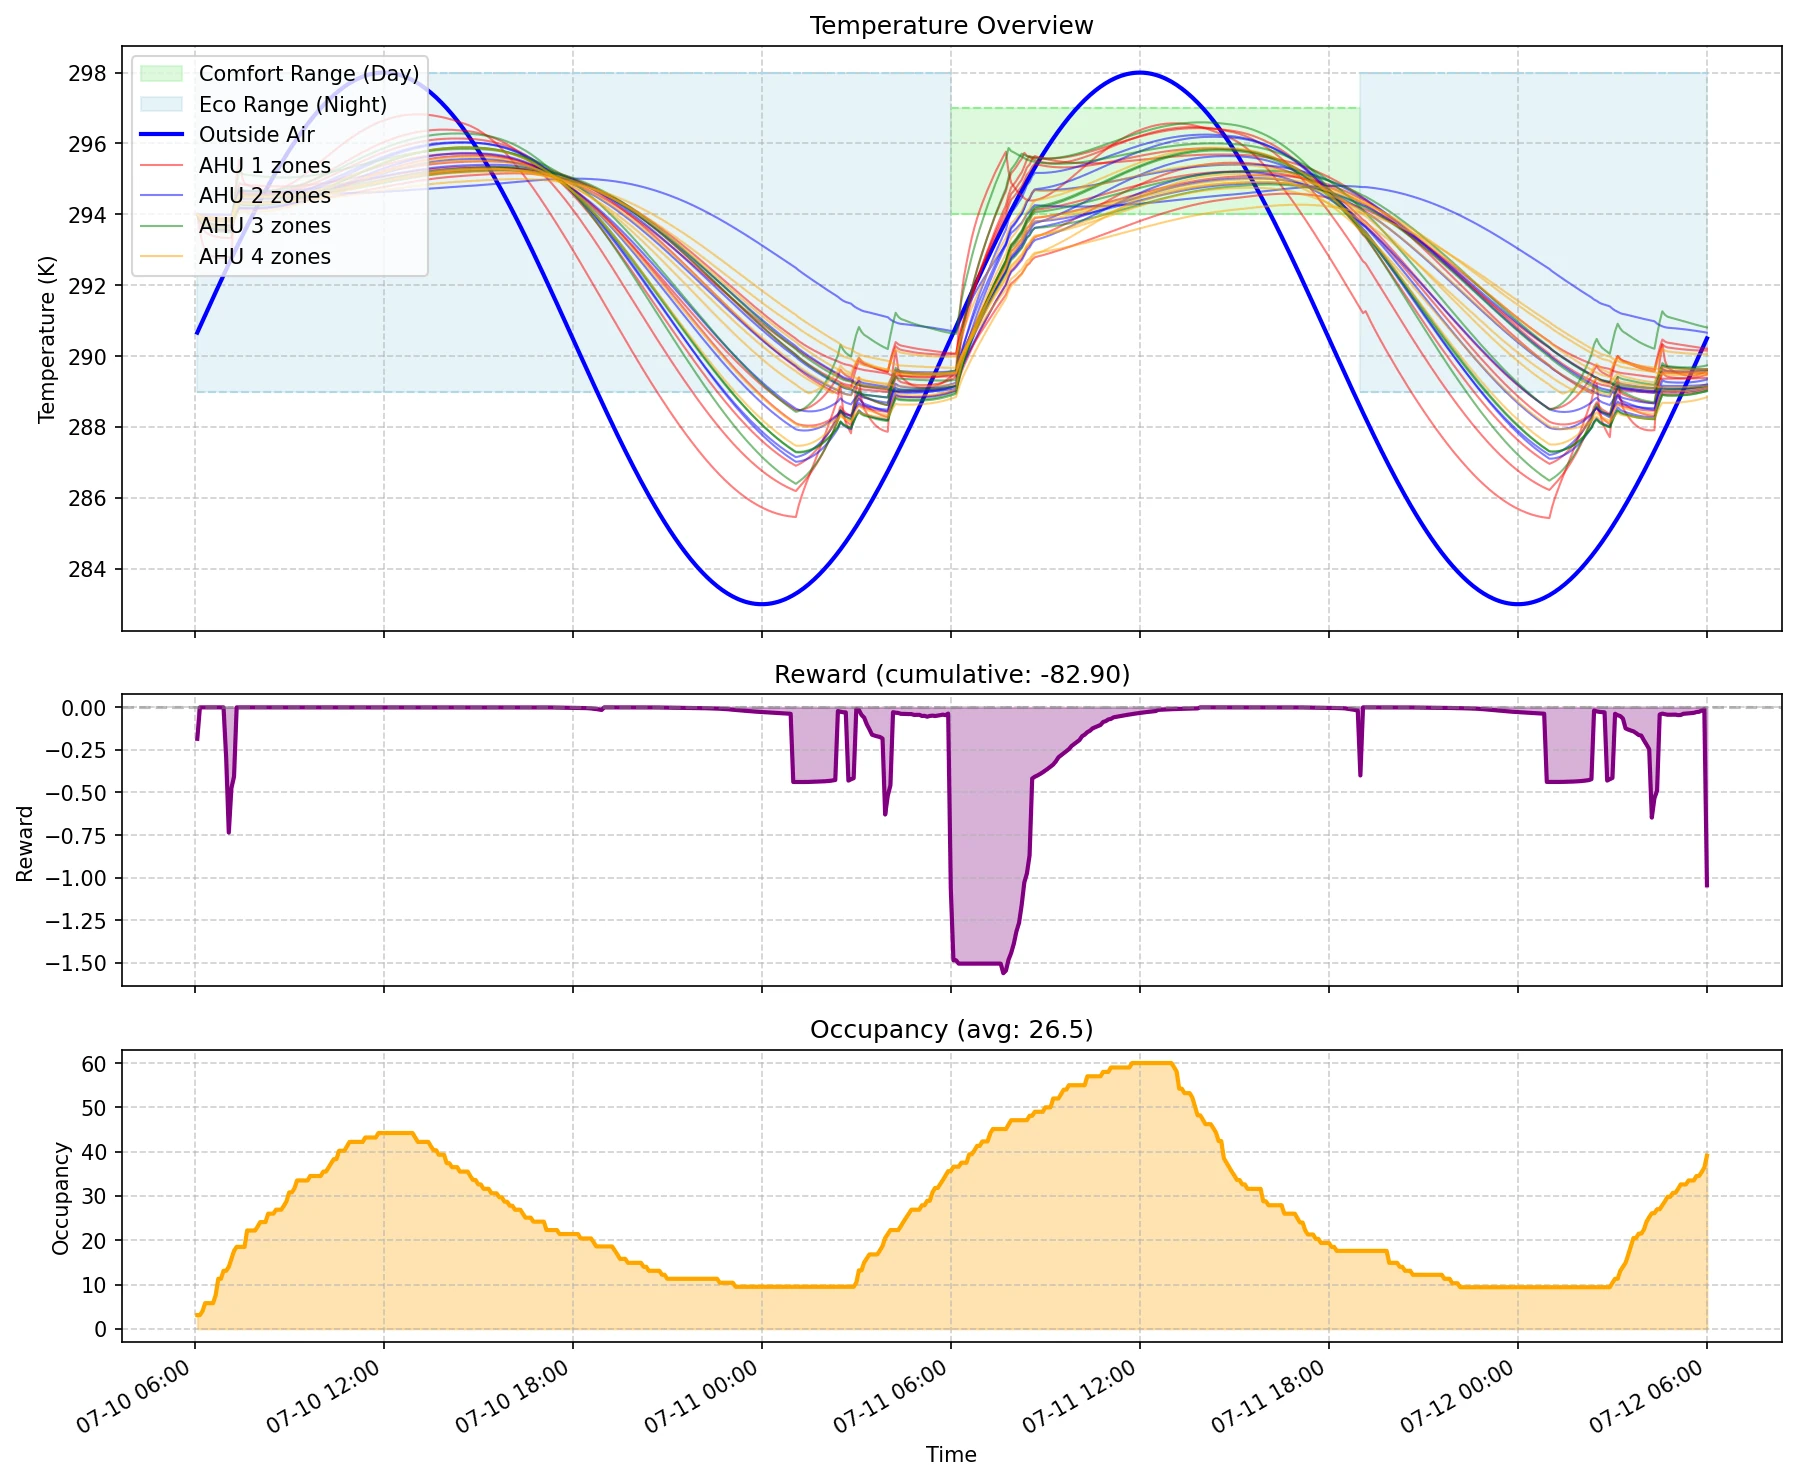 Temperature Overview
Comfort Range (Day)
Eco Range (Night)
Outside Air
AHU 1 zones
AHU 2 zones
AHU 3 zones
AHU 4 zones
298
296
294
292
290
288
286
284
Temperature (K)
Reward (cumulative: -82.90)
0.00
−0.25
−0.50
−0.75
−1.00
−1.25
−1.50
Reward
Occupancy (avg: 26.5)
60
50
40
30
20
10
0
Occupancy
07-10 06:00
07-10 12:00
07-10 18:00
07-11 00:00
07-11 06:00
07-11 12:00
07-11 18:00
07-12 00:00
07-12 06:00
Time